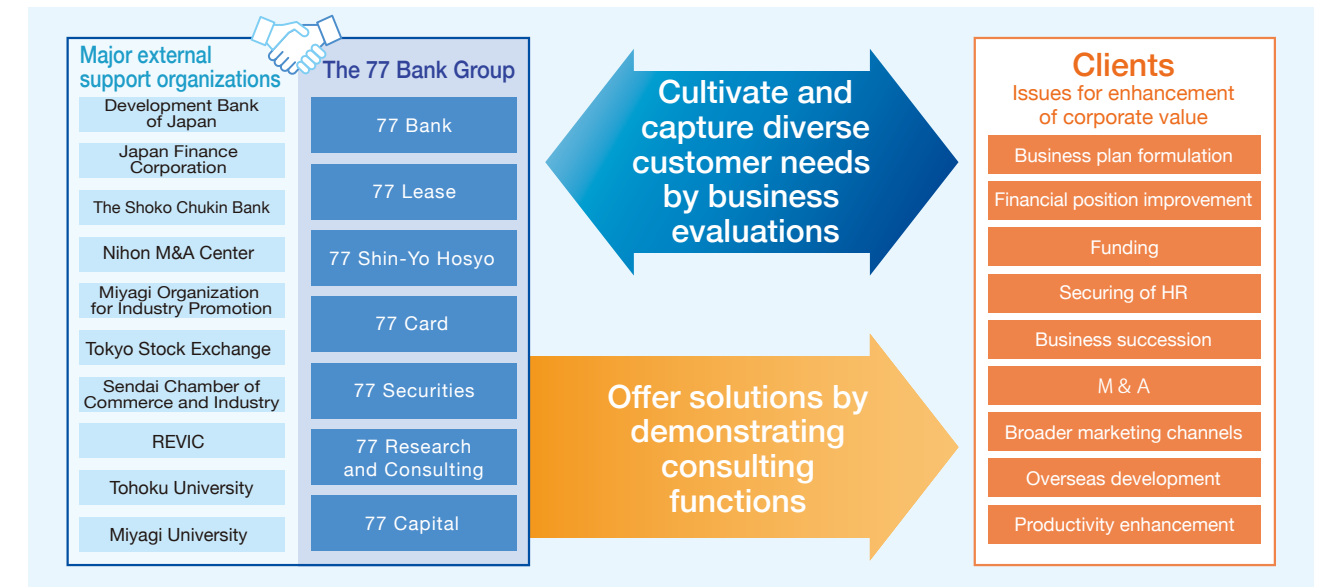 Major external
support organizations
Development Bank
of Japan
Japan Finance
Corporation
The Shoko Chukin Bank
Nihon M&A Center
Miyagi Organization
for Industry Promotion
Tokyo Stock Exchange
Sendai Chamber of
Commerce and Industry
REVIC
Tohoku University
Miyagi University
The 77 Bank Group
77 Bank
77 Lease
77 Shin-Yo Hosyo
77 Card
77 Securities
77 Research
and Consulting
77 Capital
Cultivate and
capture diverse
customer needs
by business
evaluations
Offer solutions by
demonstrating
consulting
functions
Clients
Issues for enhancement
of corporate value
Business plan formulation
Financial position improvement
Funding
Securing of HR
Business succession
M & A
Broader marketing channels
Overseas development
Productivity enhancement